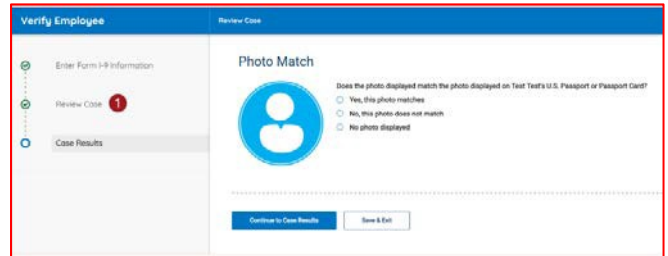 Verify Employee
Review Case
Enter Form I-9 Information
Review Case 1
Case Results
Photo Match
Does the photo displayed match the photo displayed on Test Test's U.S. Passport or Passport Card?
Yes, this photo matches
No, this photo does not match
No photo displayed
Continue to Case Results
Save & Exit